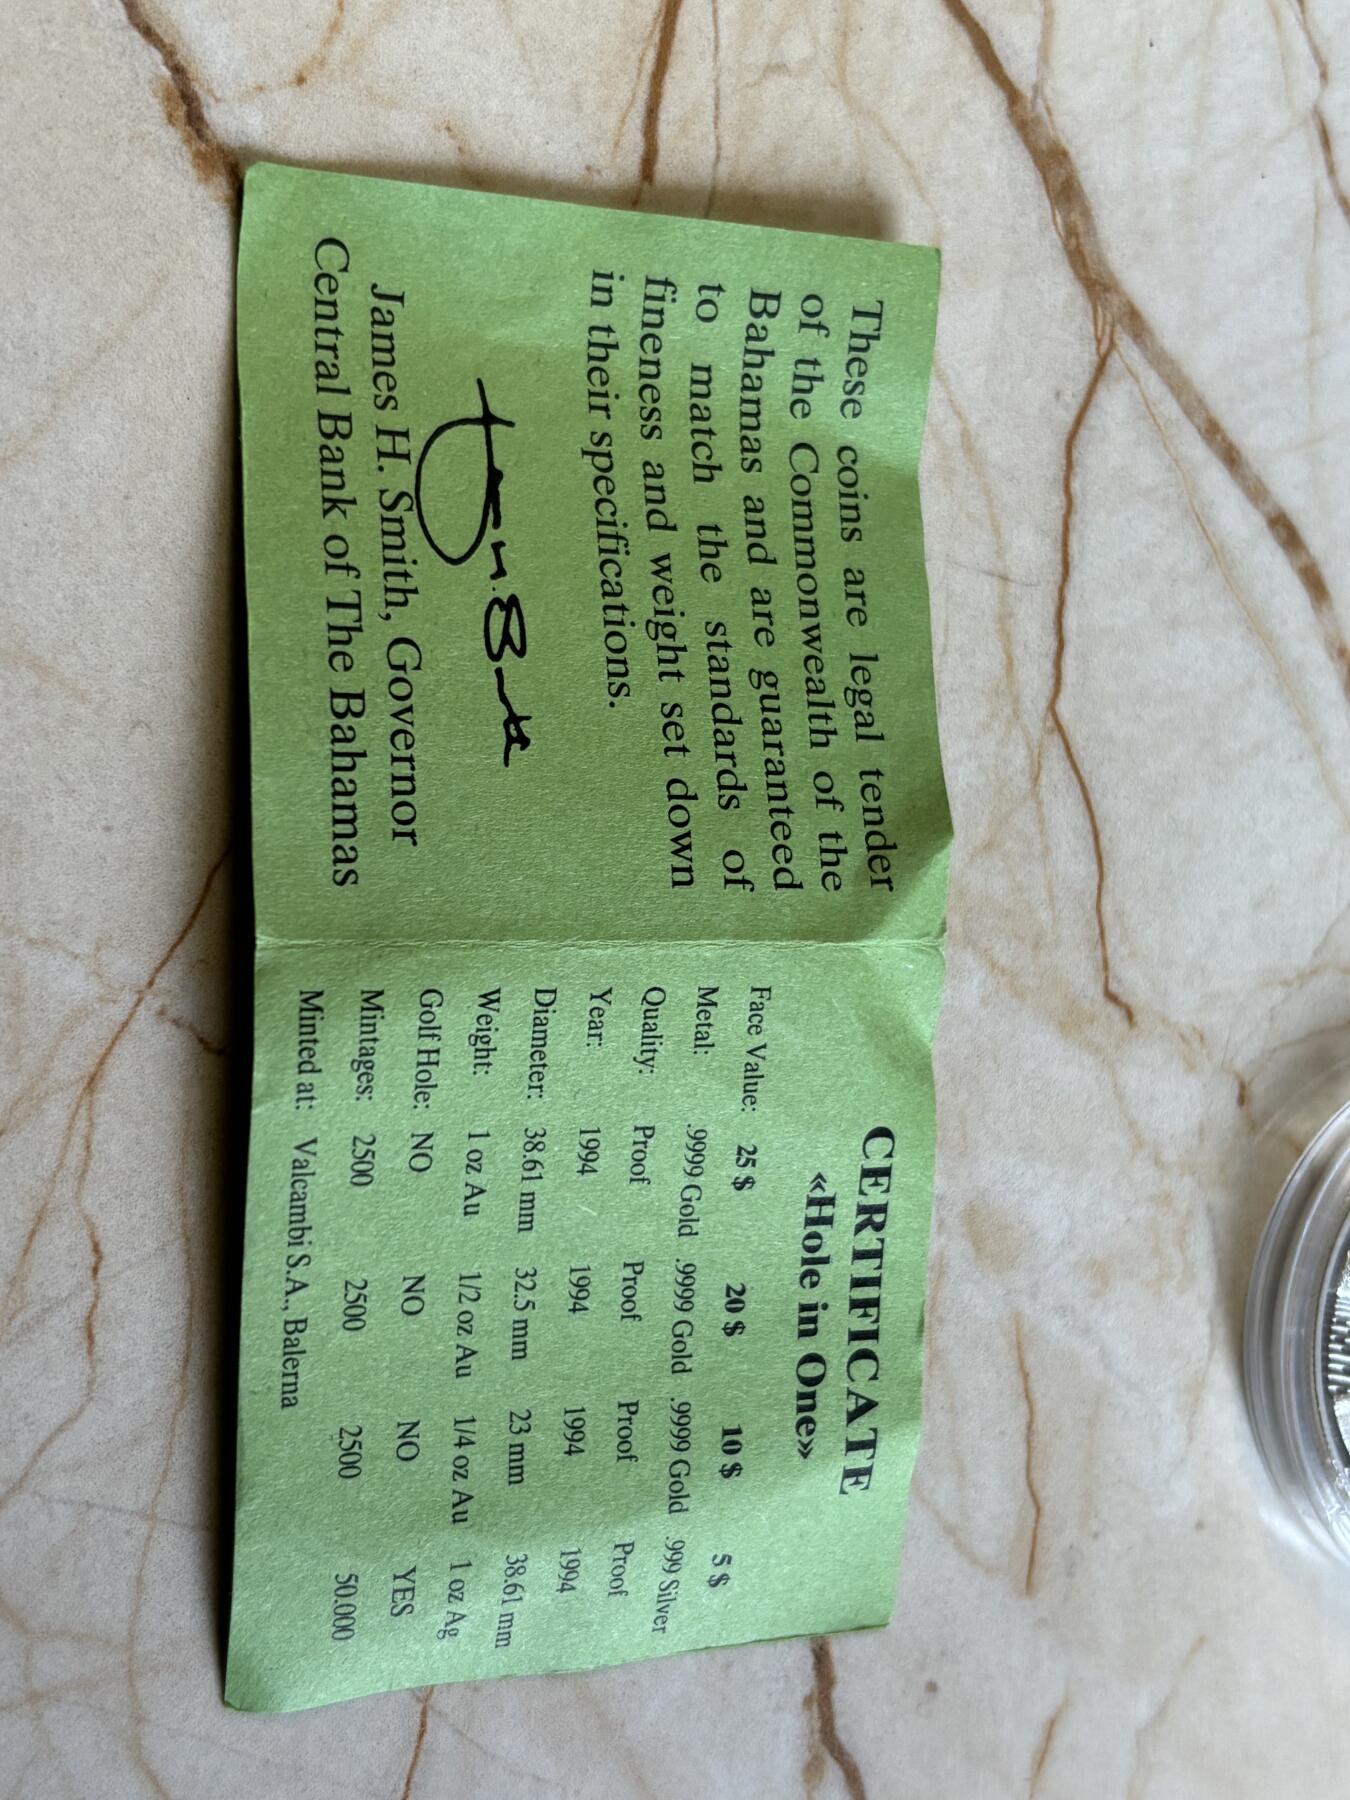 These coins are legal tender
of the Commonwealth of the
Bahamas and are guaranteed
to match the standards of
fineness and weight set down
in their specifications.
James H. Smith, Governor
Central Bank of The Bahamas
CERTIFICATE
«Hole in One»
Face Value: 25 $ 20 $ 10 $ 5 $
Metal: .9999 Gold .9999 Gold .9999 Gold .999 Silver
Quality: Proof Proof Proof Proof
Year: 1994 1994 1994 1994
Diameter: 38.61 mm 32.5 mm 23 mm 38.61 mm
Weight: 1 oz Au 1/2 oz Au 1/4 oz Au 1 oz Ag
Golf Hole: NO NO NO YES
Mintages: 2500 2500 2500 50.000
Minted at: Valcambi S.A., Balerna